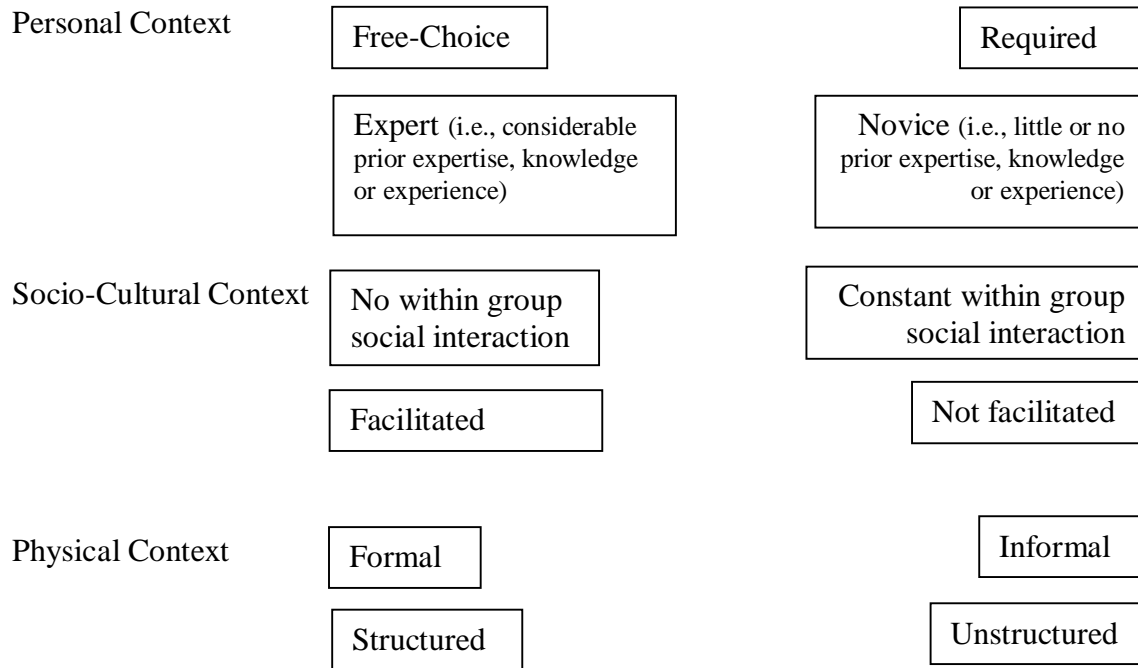 Personal Context
Free-Choice
Required
Expert (i.e., considerable
prior expertise, knowledge
or experience)
Novice (i.e., little or no
prior expertise, knowledge
or experience)
Socio-Cultural Context
No within group
social interaction
Constant within group
social interaction
Facilitated
Not facilitated
Physical Context
Formal
Informal
Structured
Unstructured